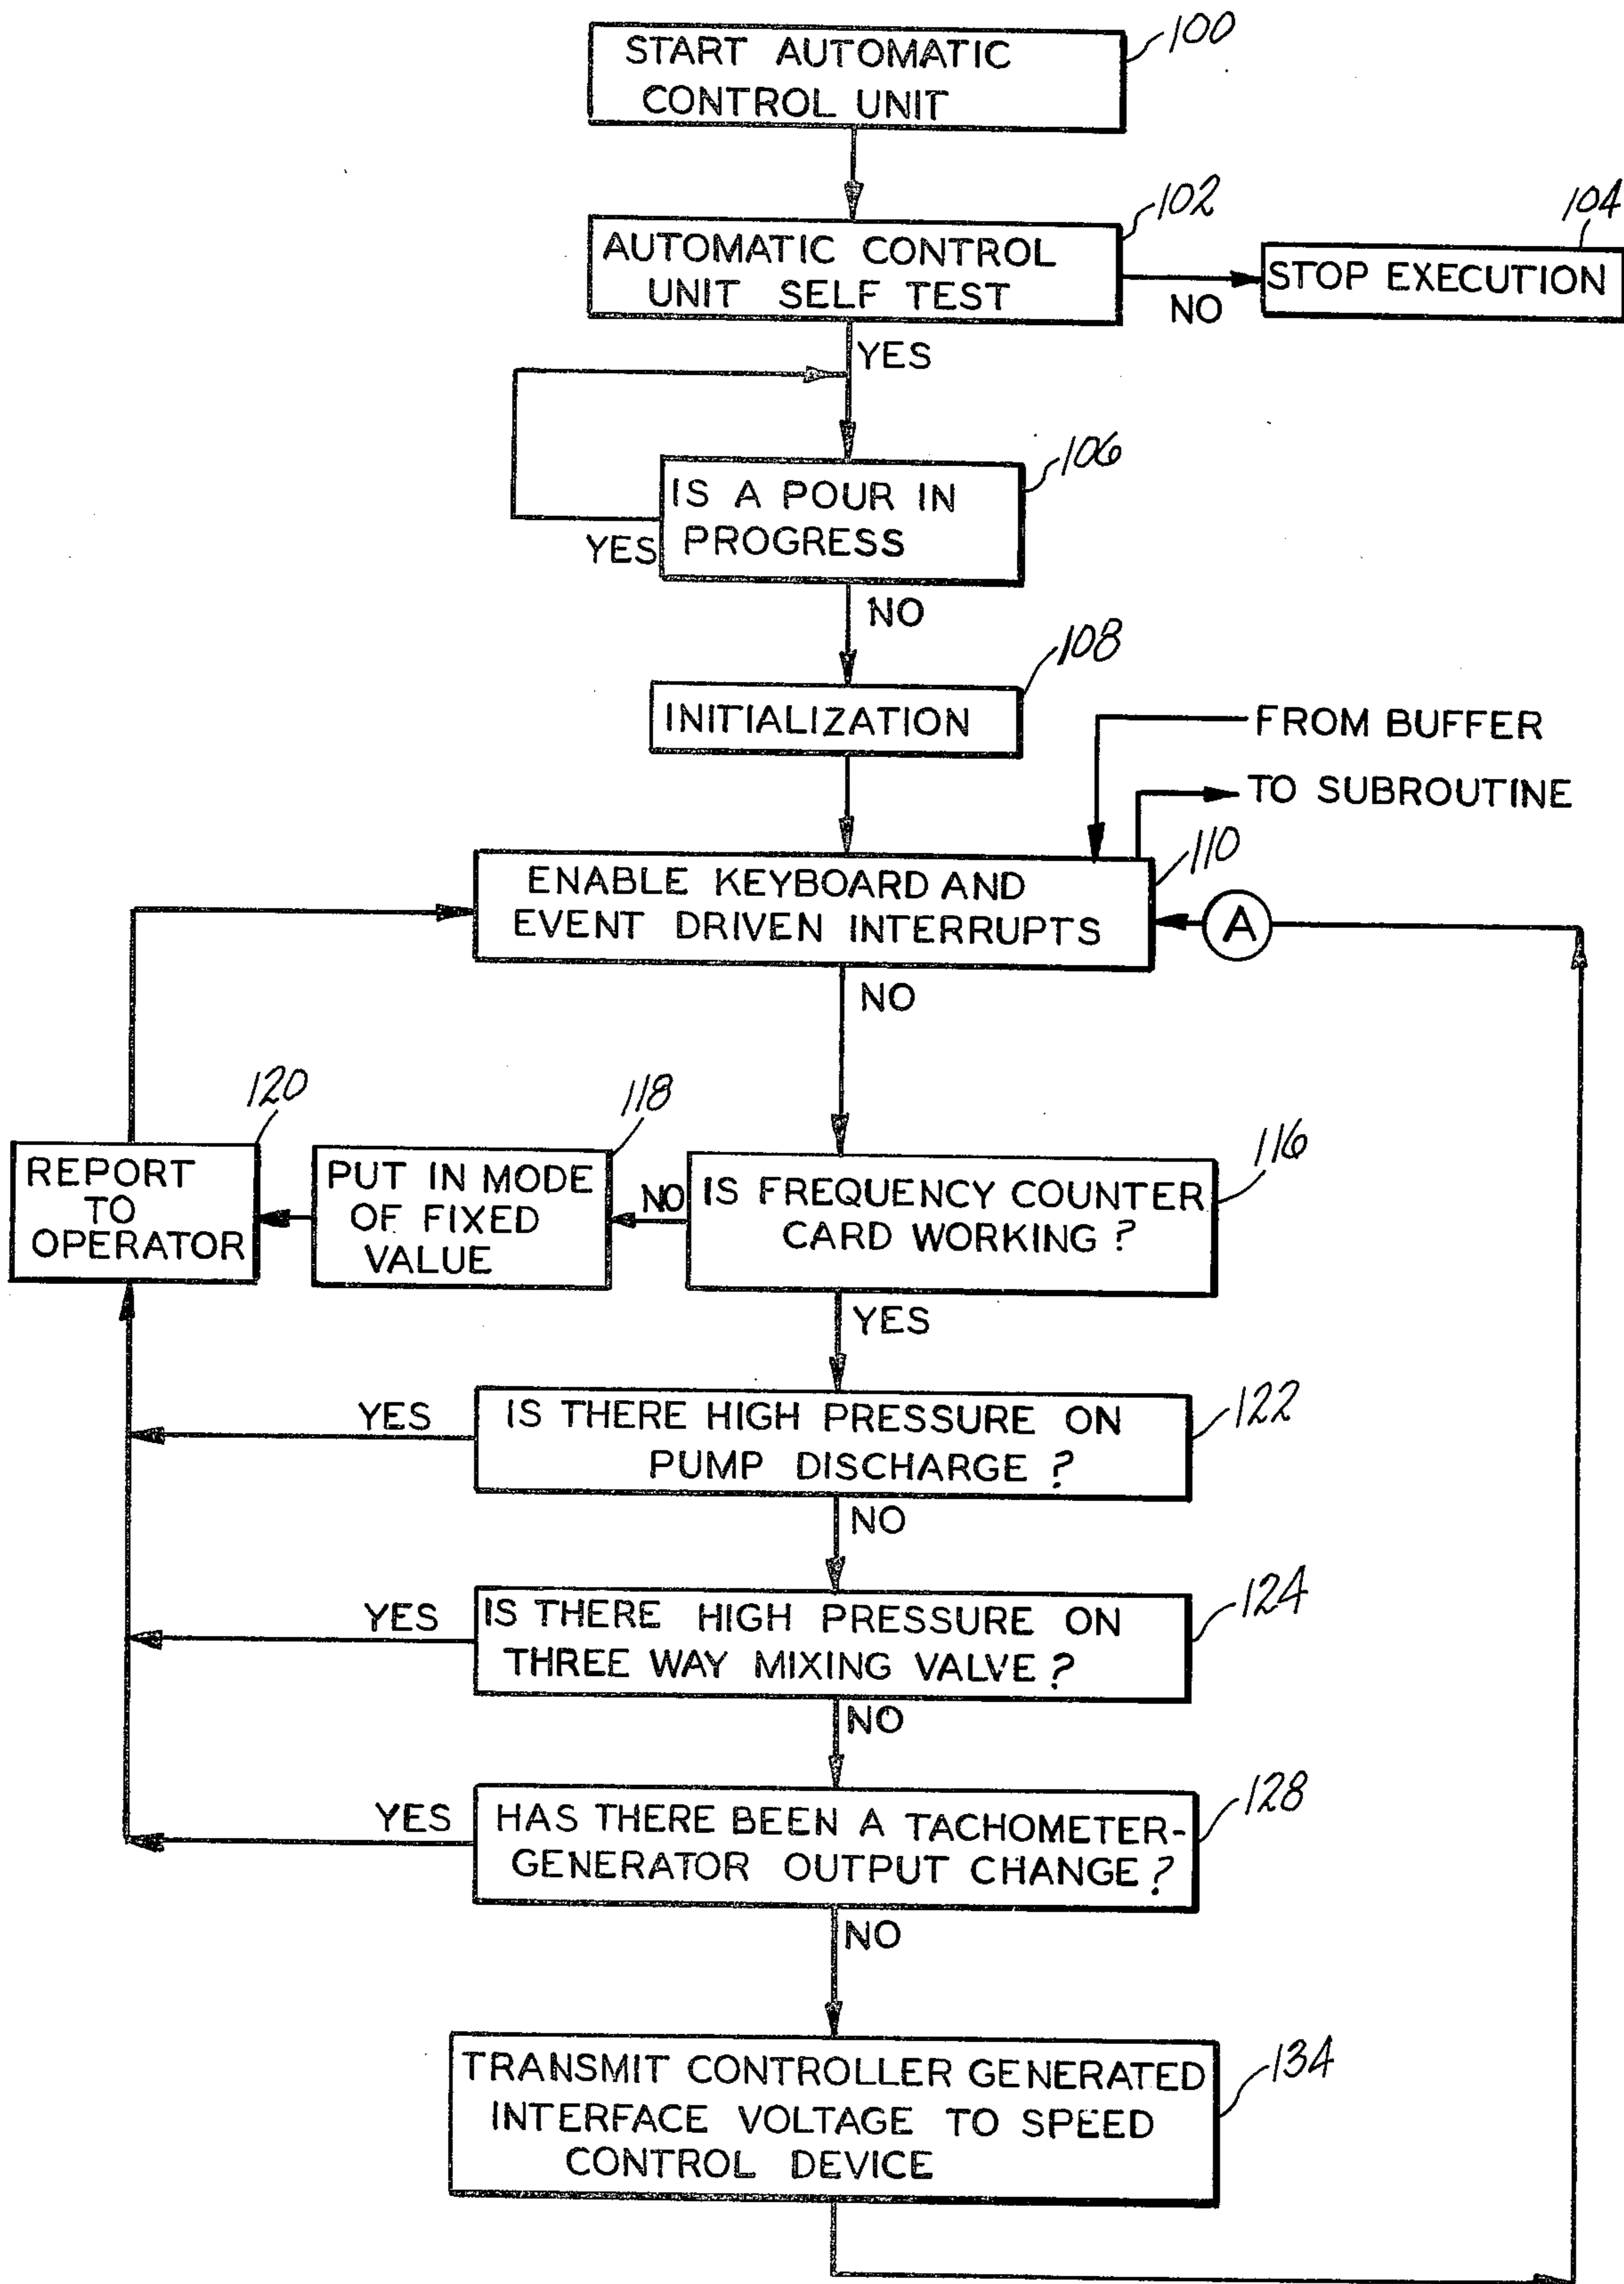 START AUTOMATIC
CONTROL UNIT
100
AUTOMATIC CONTROL
UNIT SELF TEST
102
NO
STOP EXECUTION
104
YES
IS A POUR IN
PROGRESS
106
YES
NO
INITIALIZATION
108
FROM BUFFER
TO SUBROUTINE
ENABLE KEYBOARD AND
EVENT DRIVEN INTERRUPTS
110
A
NO
REPORT
TO
OPERATOR
120
PUT IN MODE
OF FIXED
VALUE
118
NO
IS FREQUENCY COUNTER
CARD WORKING ?
116
YES
YES
IS THERE HIGH PRESSURE ON
PUMP DISCHARGE ?
122
NO
YES
IS THERE HIGH PRESSURE ON
THREE WAY MIXING VALVE ?
124
NO
YES
HAS THERE BEEN A TACHOMETER-
GENERATOR OUTPUT CHANGE ?
128
NO
TRANSMIT CONTROLLER GENERATED
INTERFACE VOLTAGE TO SPEED
CONTROL DEVICE
134